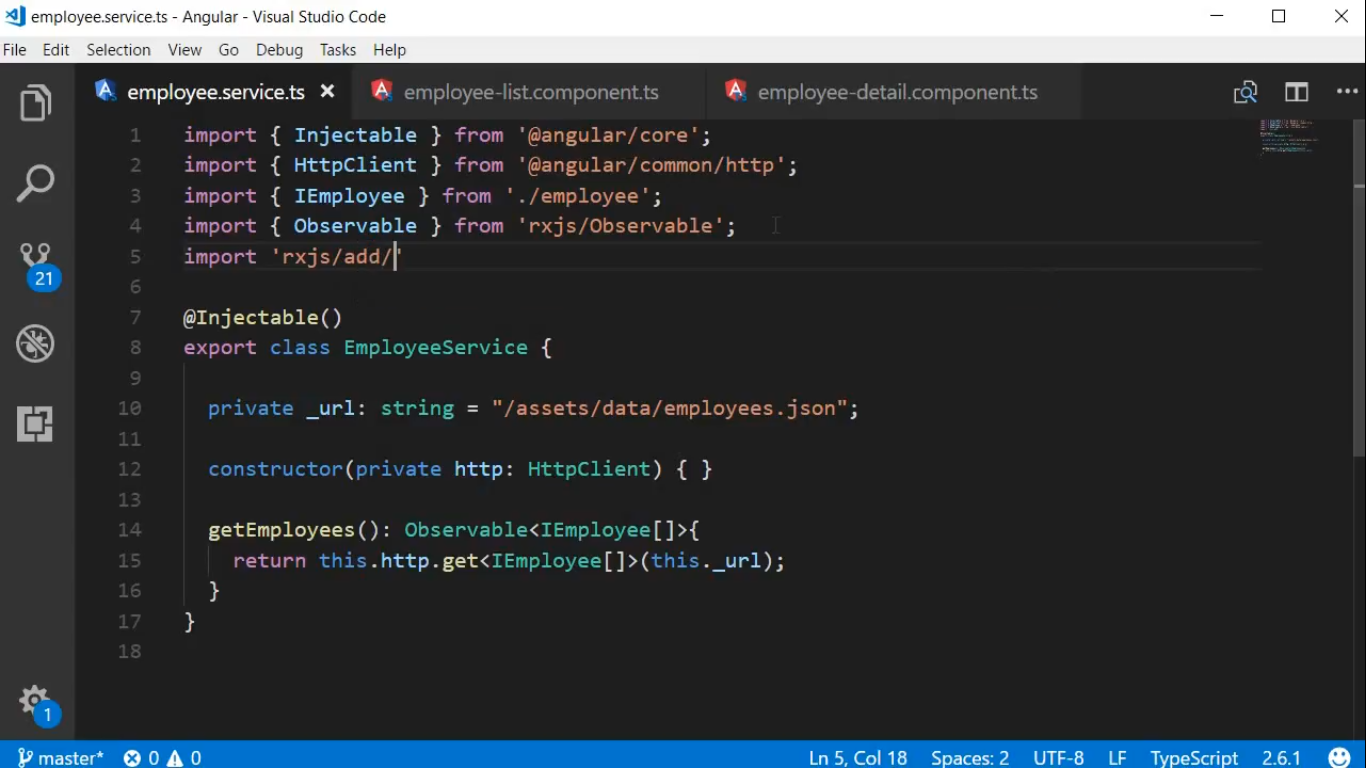 employee.service.ts - Angular - Visual Studio Code
File Edit Selection View Go Debug Tasks Help
employee.service.ts employee-list.component.ts employee-detail.component.ts
1 import { Injectable } from '@angular/core';
2 import { HttpClient } from '@angular/common/http';
3 import { IEmployee } from './employee';
4 import { Observable } from 'rxjs/Observable';
5 import 'rxjs/add/'
6
7 @Injectable()
8 export class EmployeeService {
9
10 private _url: string = "/assets/data/employees.json";
11
12 constructor(private http: HttpClient) { }
13
14 getEmployees(): Observable<IEmployee[]>{
15 return this.http.get<IEmployee[]>(this._url);
16 }
17 }
18
21
1
master* 0 0 Ln 5, Col 18 Spaces: 2 UTF-8 LF TypeScript 2.6.1